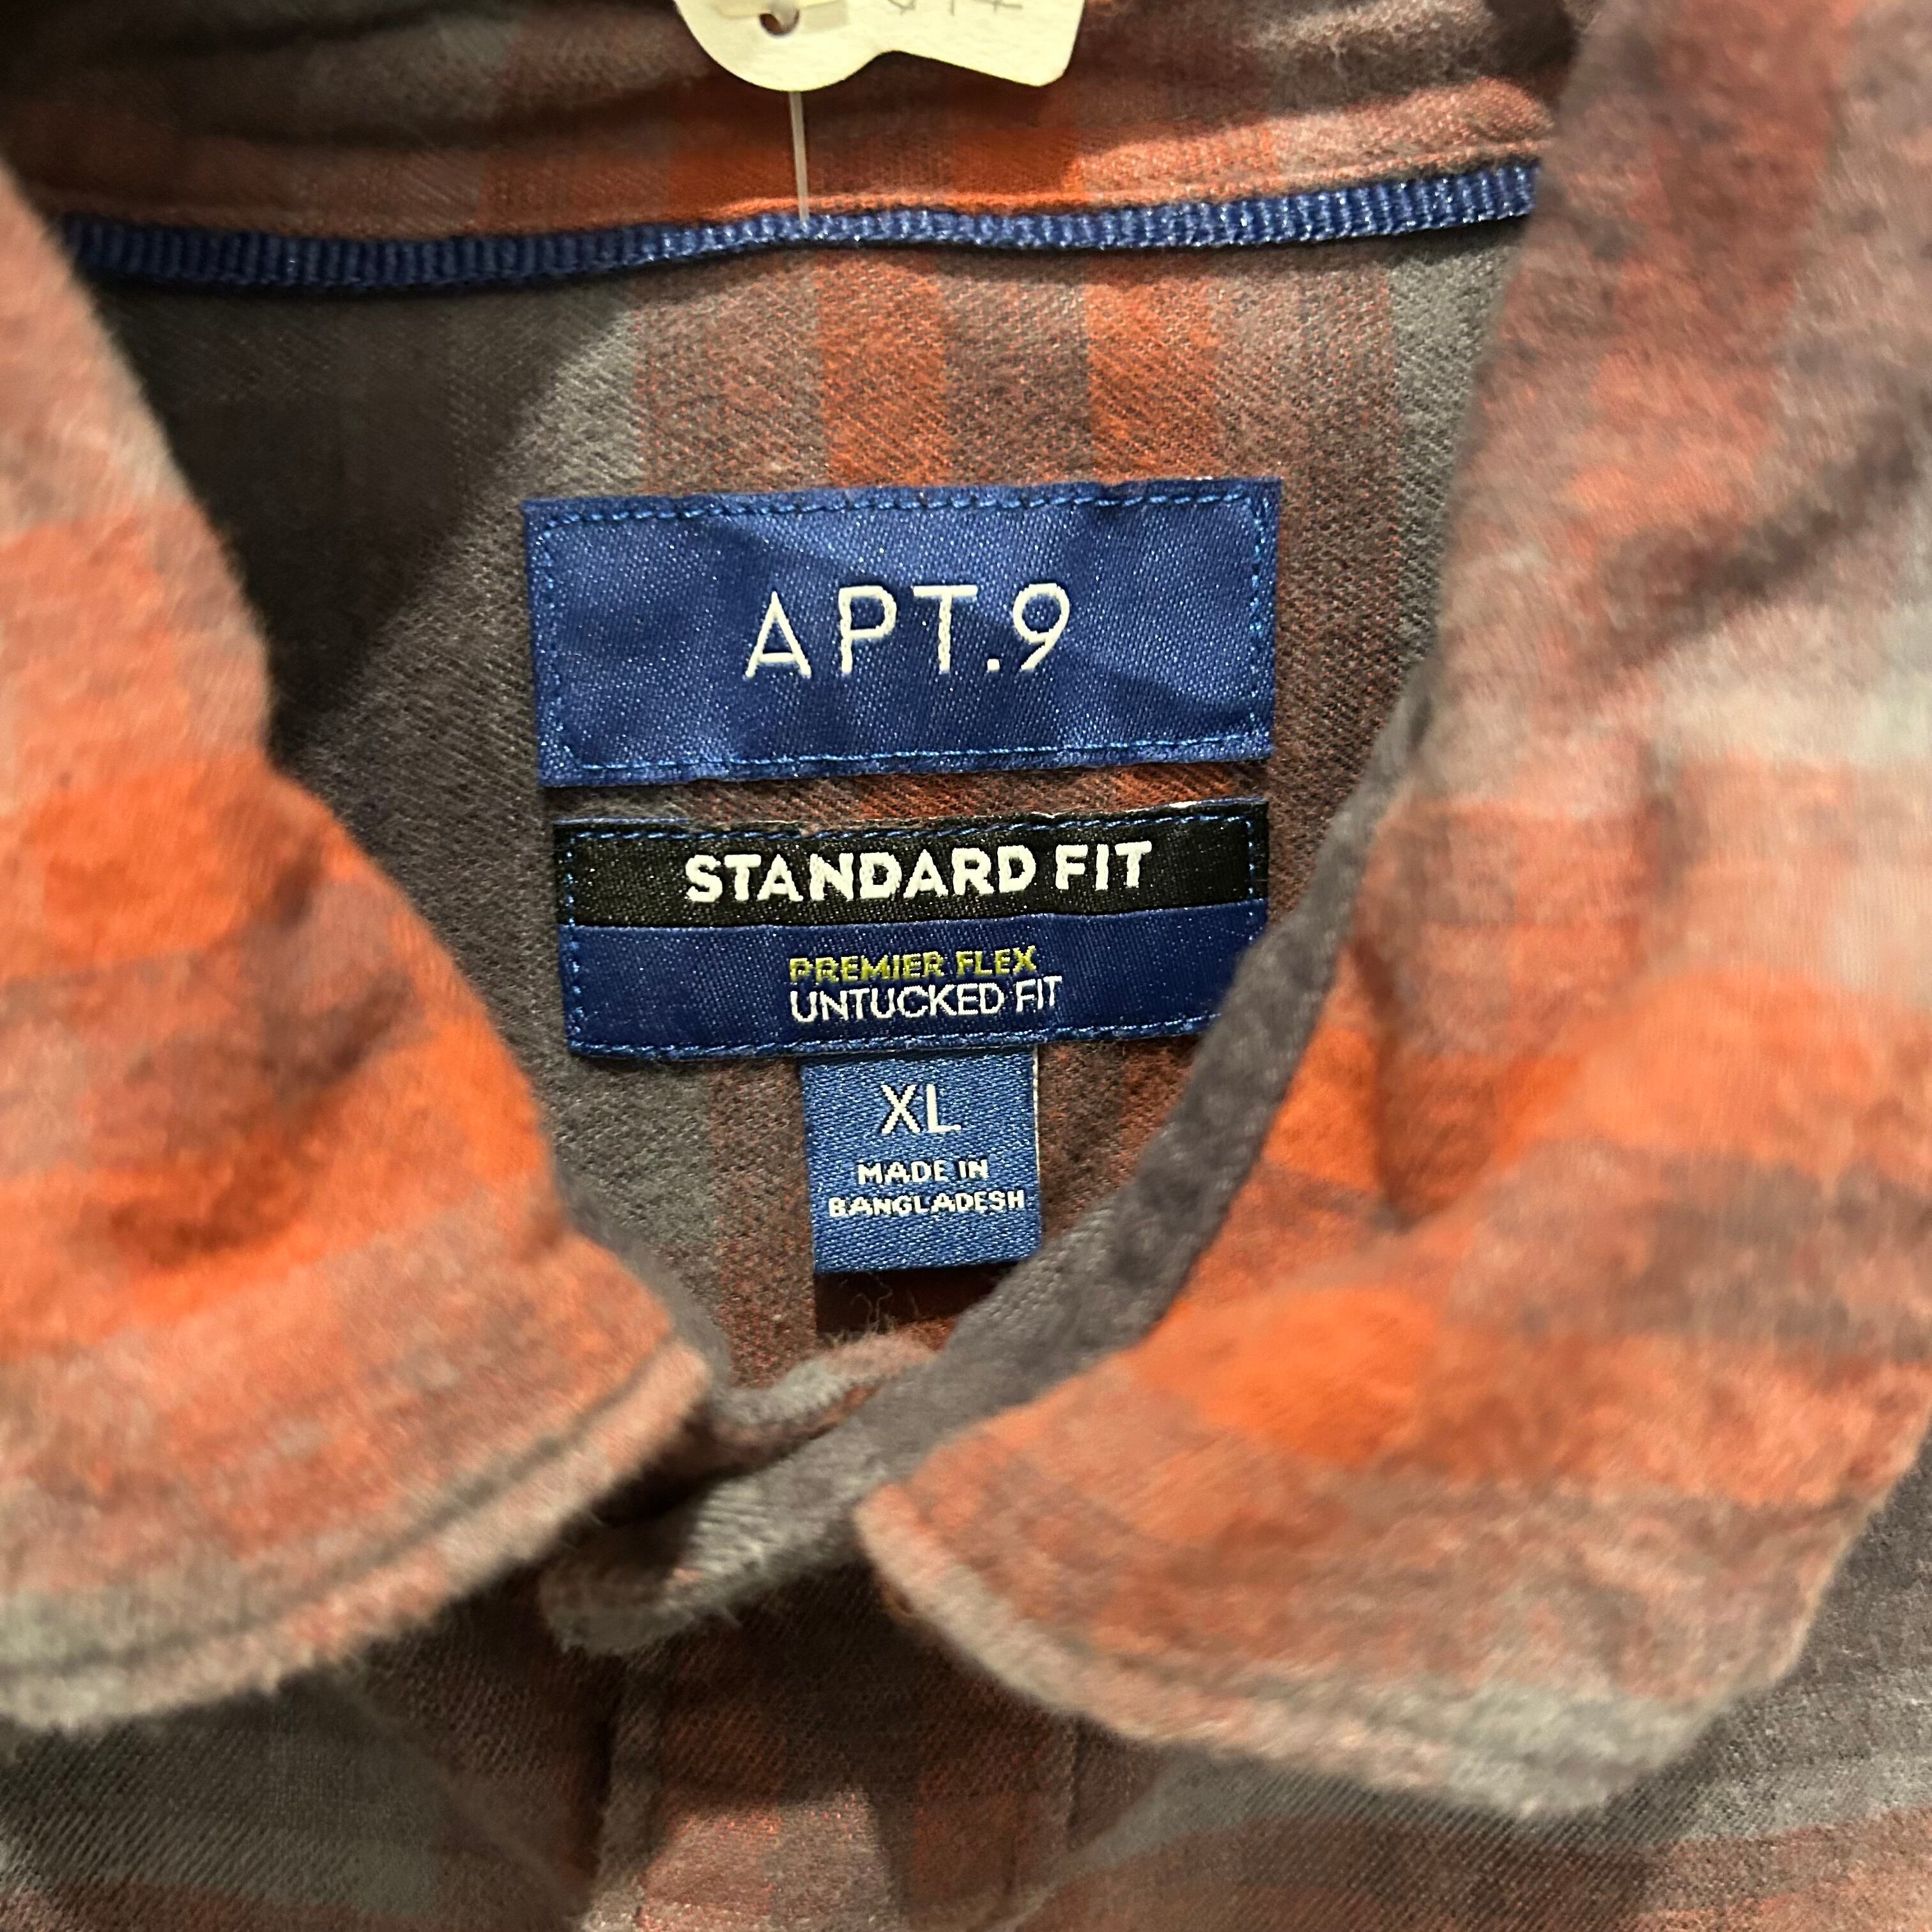 APT.9
STANDARD FIT
PREMIER FLEX
UNTUCKED FIT
XL
MADE IN
BANGLADESH